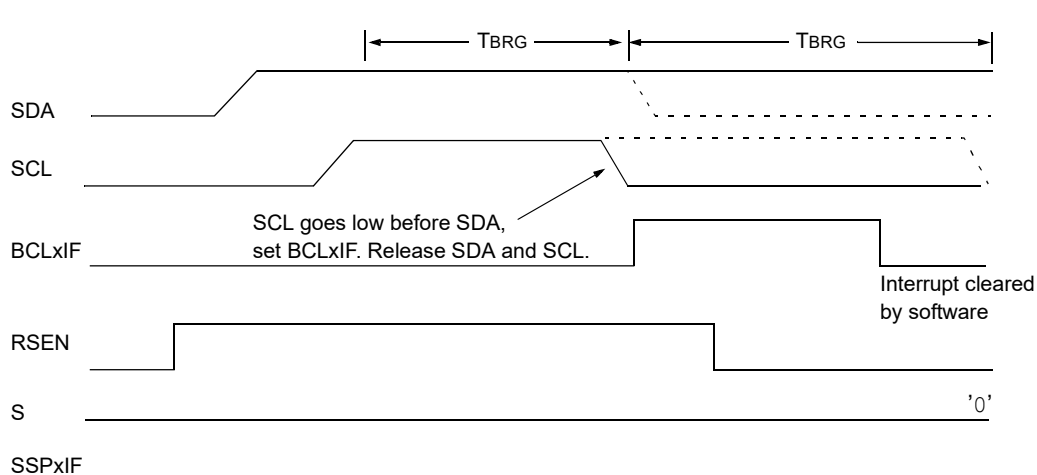 TBRG TBRG
SDA
SCL
SCL goes low before SDA,
set BCLxIF. Release SDA and SCL.
BCLxIF
Interrupt cleared
by software
RSEN
S '0'
SSPxIF